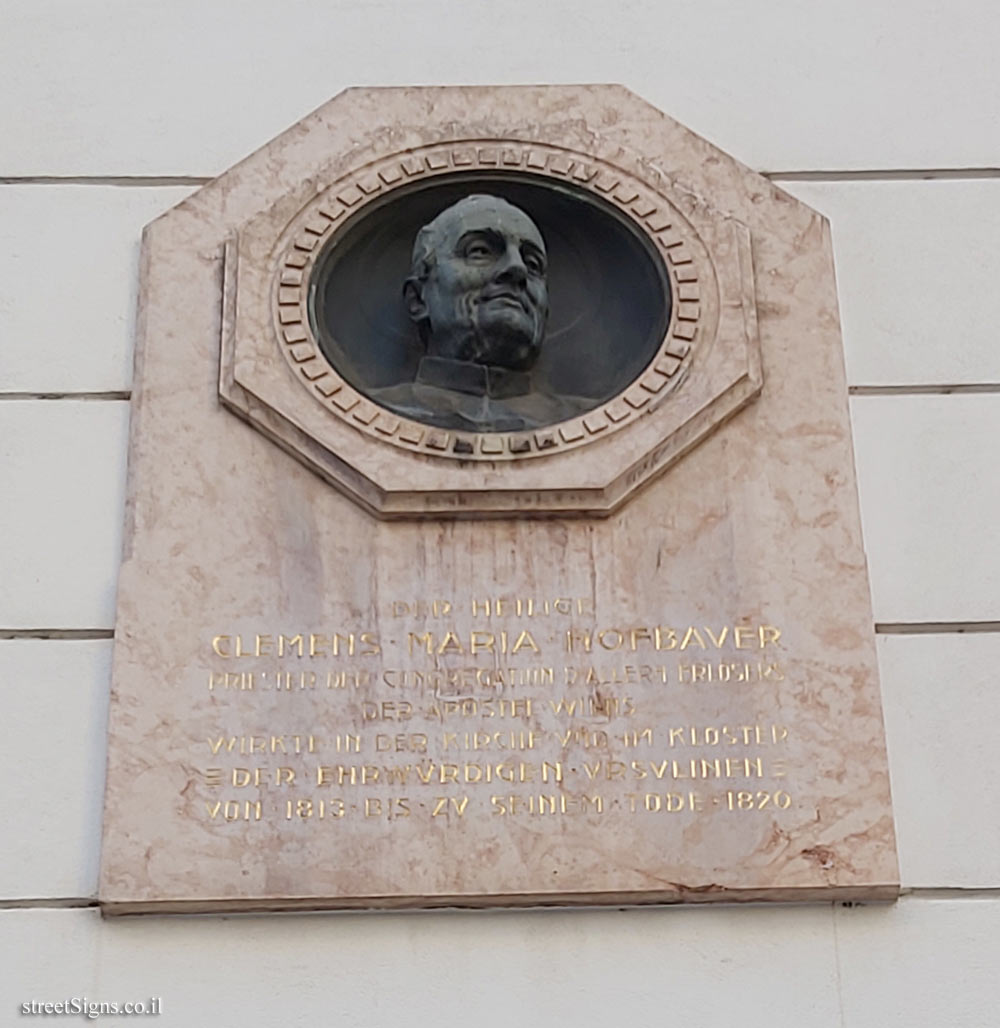 DER · HEILIGE
CLEMENS · MARIA · HOFBAVER
PRIESTER DER CONGREGATION D · ALLERH · ERLÖSERS
DER APOSTEL WIENS
WIRKTE · IN · DER · KIRCHE · VND · IM · KLOSTER
DER · EHRWÜRDIGEN · VRSVLINEN
VON · 1813 · BIS · ZV · SEINEM · TODE · 1820 ·
streetSigns.co.il